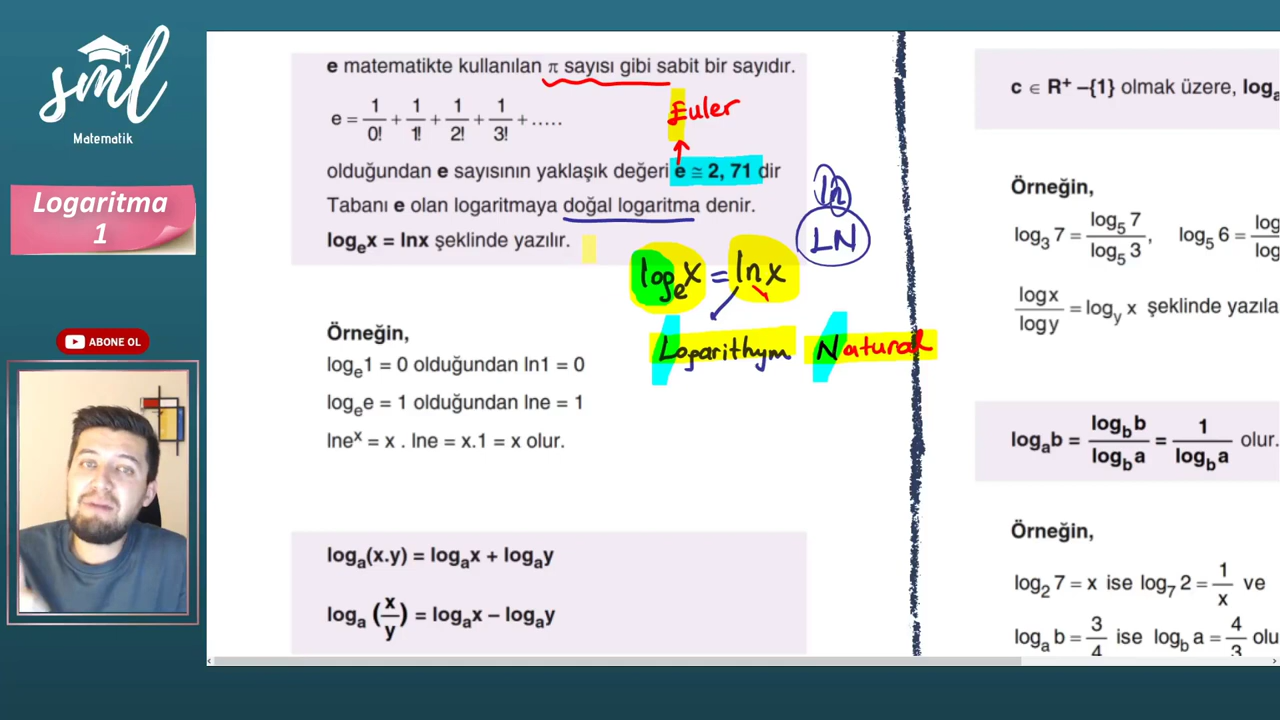 sml
Matematik
Logaritma
1
ABONE OL
e matematikte kullanılan π sayısı gibi sabit bir sayıdır.
e = 1/0! + 1/1! + 1/2! + 1/3! + .....
Euler
olduğundan e sayısının yaklaşık değeri e ≅ 2, 71 dir
Tabanı e olan logaritmaya doğal logaritma denir.
logₑx = lnx şeklinde yazılır.
ln
LN
logₑx = lnx
Logarithym Natural
Örneğin,
logₑ1 = 0 olduğundan ln1 = 0
logₑe = 1 olduğundan lne = 1
lneˣ = x . lne = x.1 = x olur.
logₐ(x.y) = logₐx + logₐy
logₐ (x/y) = logₐx – logₐy
c ∈ R⁺ –{1} olmak üzere, logₐ
Örneğin,
log₃ 7 = log₅ 7 / log₅ 3 , log₅ 6 = log / log
logx / logy = log_y x şeklinde yazıla
logₐb = log_b b / log_b a = 1 / log_b a olur.
Örneğin,
log₂ 7 = x ise log₇ 2 = 1/x ve
logₐ b = 3/4 ise log_b a = 4/3 olu